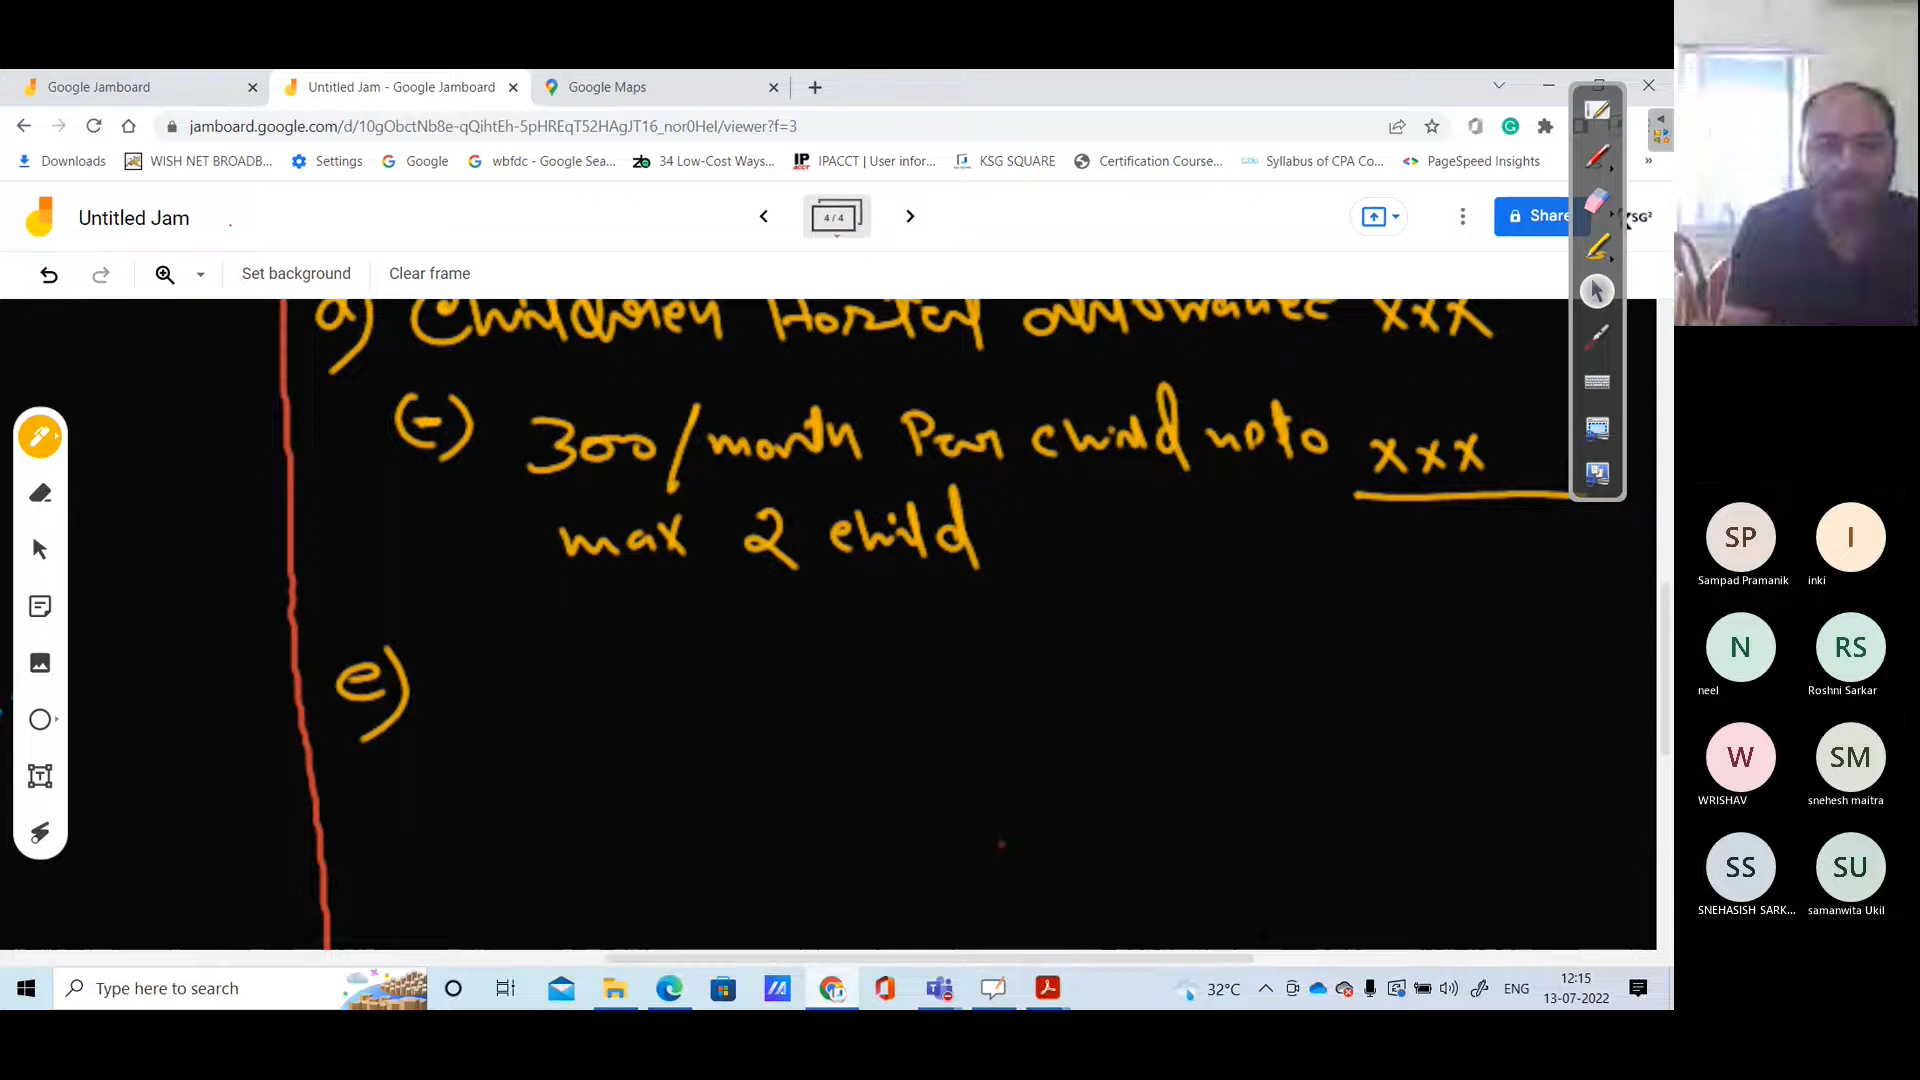 Google Jamboard
Untitled Jam - Google Jamboard
Google Maps
jamboard.google.com/d/10gObctNb8e-qQihtEh-5pHREqT52HAgJT16_nor0HeI/viewer?f=3
Downloads
WISH NET BROADB...
Settings
Google
wbfdc - Google Sea...
34 Low-Cost Ways...
IPACCT | User infor...
KSG SQUARE
Certification Course...
Syllabus of CPA Co...
PageSpeed Insights
»
Untitled Jam
4 / 4
Share
KSG²
Set background
Clear frame
d) Children Hostel allowance xxx
(-) 300/month Per child upto xxx
max 2 child
e)
SP
Sampad Pramanik
I
inki
N
neel
RS
Roshni Sarkar
W
WRISHAV
SM
snehesh maitra
SS
SNEHASISH SARK...
SU
samanwita Ukil
Type here to search
32°C
ENG
12:15
13-07-2022